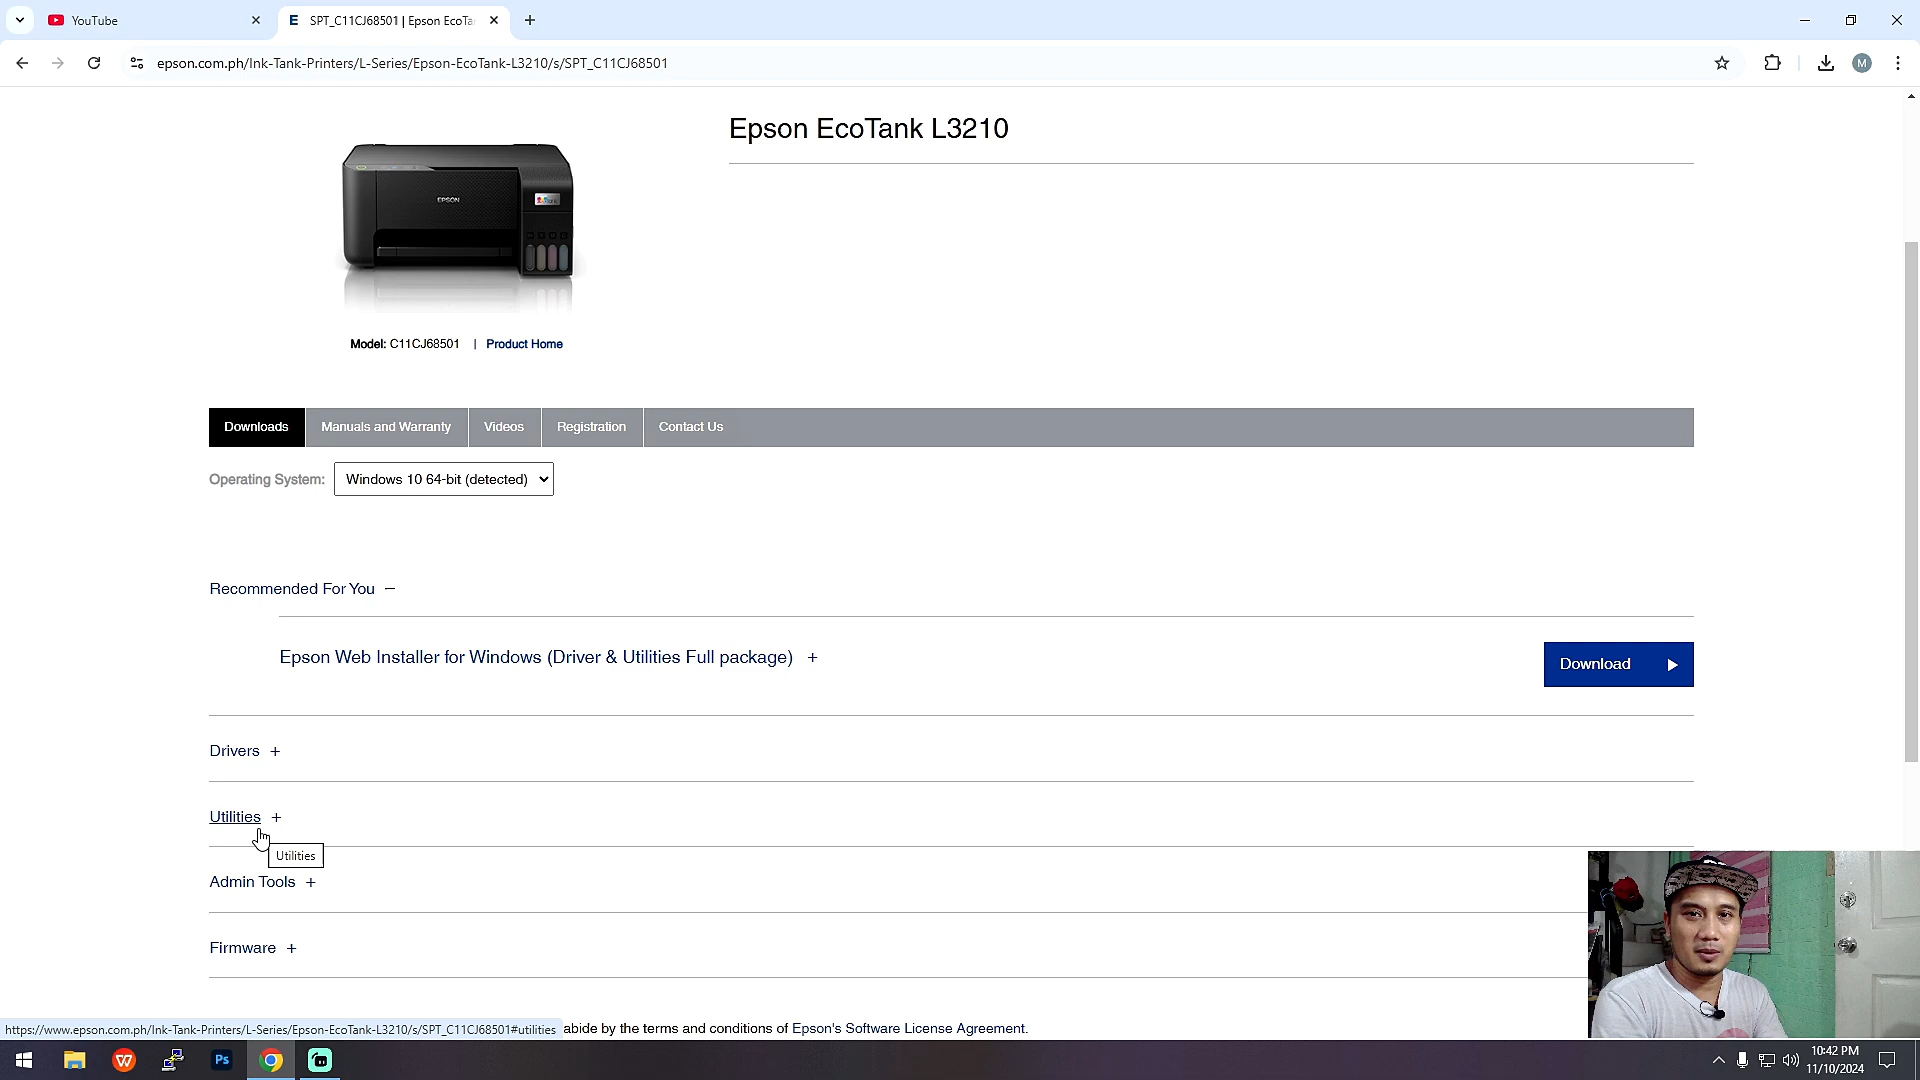 YouTube
SPT_C11CJ68501 | Epson EcoTa
epson.com.ph/Ink-Tank-Printers/L-Series/Epson-EcoTank-L3210/s/SPT_C11CJ68501
M
Epson EcoTank L3210
EPSON
Model: C11CJ68501 | Product Home
Downloads Manuals and Warranty Videos Registration Contact Us
Operating System: Windows 10 64-bit (detected)
Recommended For You −
Epson Web Installer for Windows (Driver & Utilities Full package) +
Download
Drivers +
Utilities +
Utilities
Admin Tools +
Firmware +
https://www.epson.com.ph/Ink-Tank-Printers/L-Series/Epson-EcoTank-L3210/s/SPT_C11CJ68501#utilities
abide by the terms and conditions of Epson's Software License Agreement.
Ps
10:42 PM
11/10/2024